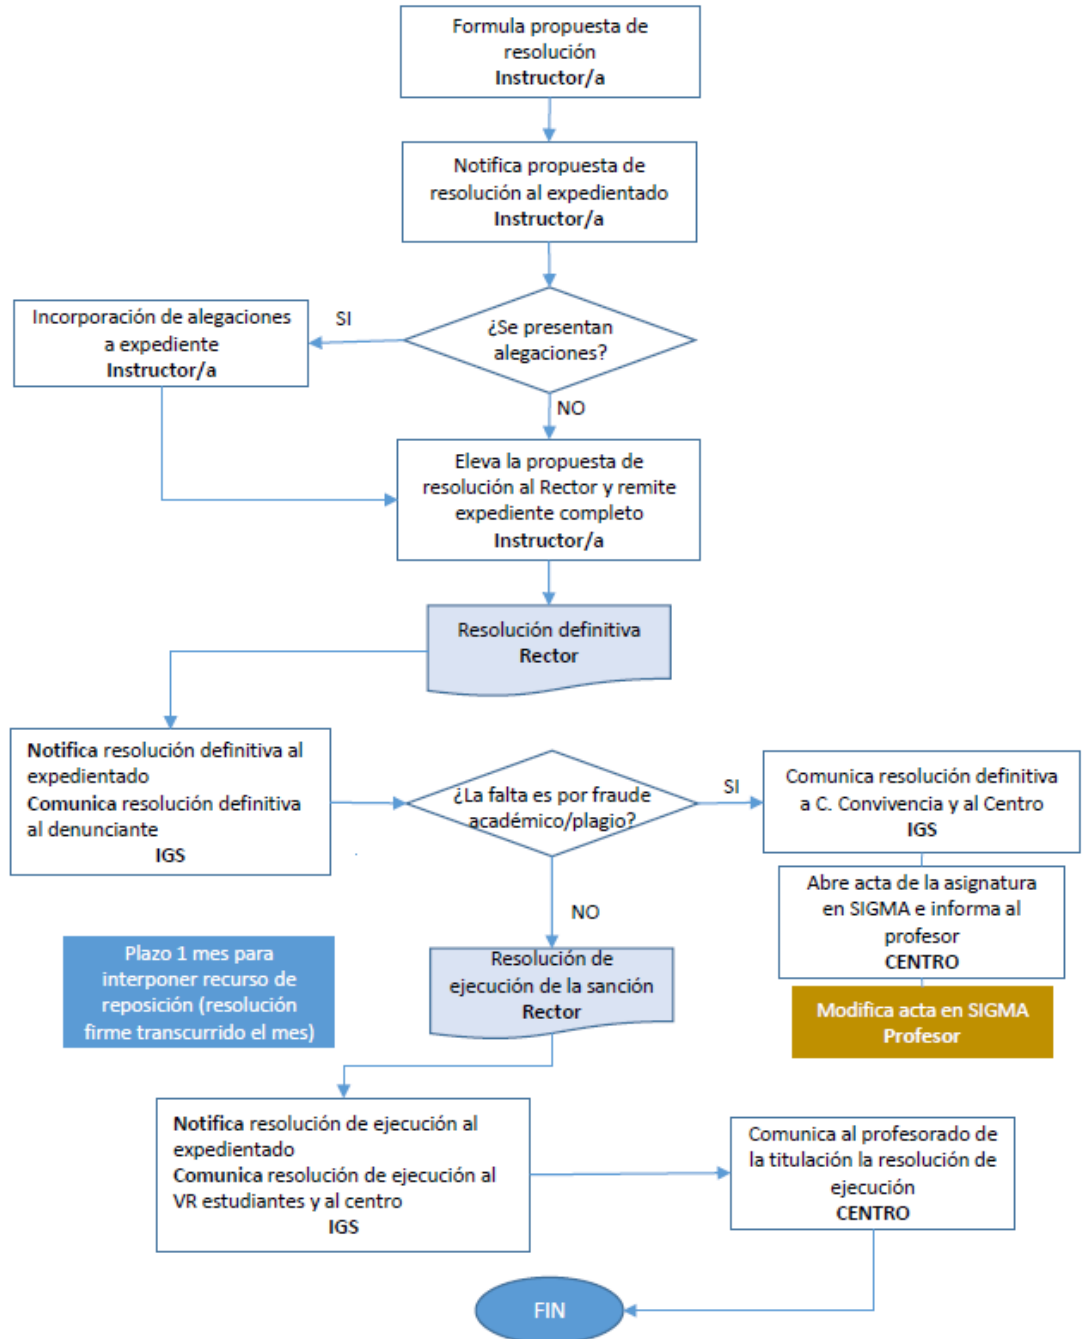 Formula propuesta de
resolución
Instructor/a
Notifica propuesta de
resolución al expedientado
Instructor/a
¿Se presentan
alegaciones?
SI
Incorporación de alegaciones
a expediente
Instructor/a
NO
Eleva la propuesta de
resolución al Rector y remite
expediente completo
Instructor/a
Resolución definitiva
Rector
Notifica resolución definitiva al
expedientado
Comunica resolución definitiva
al denunciante
IGS
¿La falta es por fraude
académico/plagio?
SI
Comunica resolución definitiva
a C. Convivencia y al Centro
IGS
Abre acta de la asignatura
en SIGMA e informa al
profesor
CENTRO
Modifica acta en SIGMA
Profesor
NO
Plazo 1 mes para
interponer recurso de
reposición (resolución
firme transcurrido el mes)
Resolución de
ejecución de la sanción
Rector
Notifica resolución de ejecución al
expedientado
Comunica resolución de ejecución al
VR estudiantes y al centro
IGS
Comunica al profesorado de
la titulación la resolución de
ejecución
CENTRO
FIN